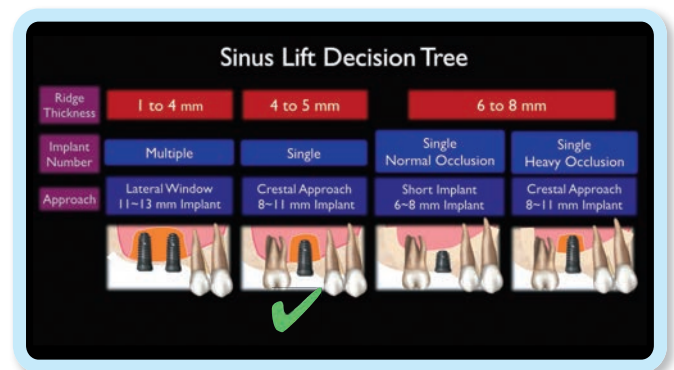 Sinus Lift Decision Tree
Ridge
Thickness
1 to 4 mm
4 to 5 mm
6 to 8 mm
Implant
Number
Multiple
Single
Single
Normal Occlusion
Single
Heavy Occlusion
Approach
Lateral Window
11~13 mm Implant
Crestal Approach
8~11 mm Implant
Short Implant
6~8 mm Implant
Crestal Approach
8~11 mm Implant